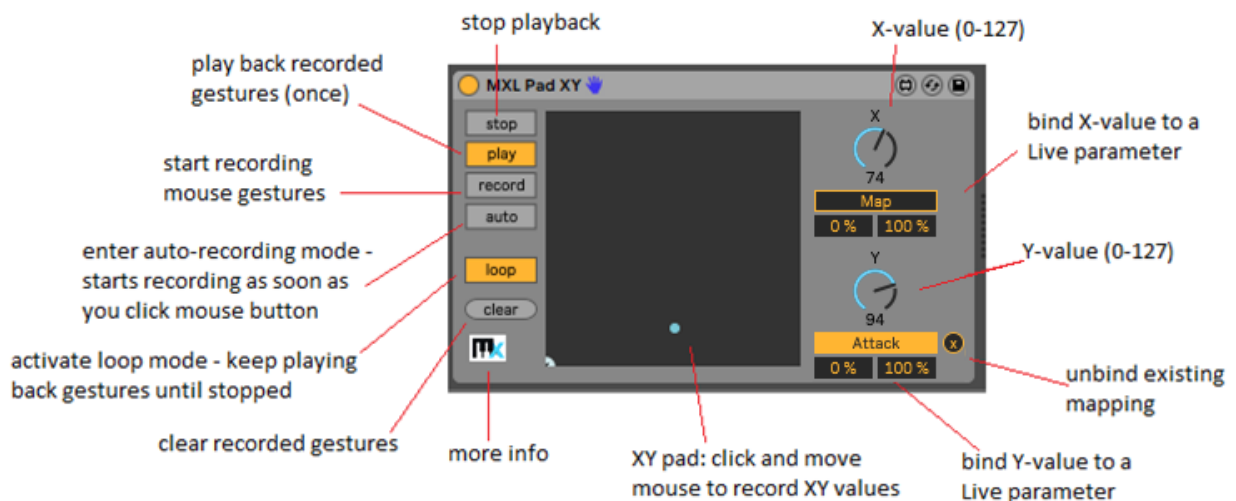 stop playback
X-value (0-127)
play back recorded
gestures (once)
MXL Pad XY
stop
X
bind X-value to a
Live parameter
play
start recording
mouse gestures
record
74
auto
Map
0 % 100 %
enter auto-recording mode -
starts recording as soon as
you click mouse button
Y
Y-value (0-127)
loop
clear
94
activate loop mode - keep playing
back gestures until stopped
Mx
Attack x
0 % 100 %
unbind existing
mapping
clear recorded gestures
more info
XY pad: click and move
mouse to record XY values
bind Y-value to a
Live parameter